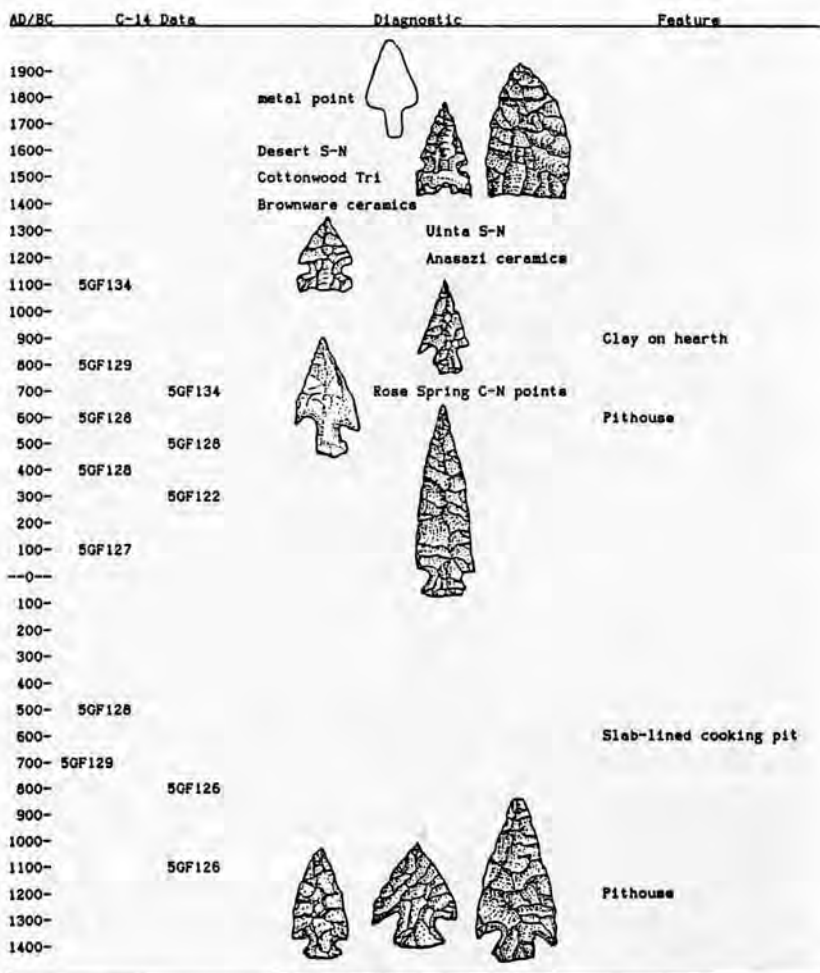 AD/BC C-14 Data Diagnostic Feature
1900-
1800- metal point
1700-
1600- Desert S-N
1500- Cottonwood Tri
1400- Brownware ceramics
1300- Uinta S-N
1200- Anasazi ceramics
1100- 5GF134
1000-
900- Clay on hearth
800- 5GF129
700- 5GF134 Rose Spring C-N points
600- 5GF128 Pithouse
500- 5GF128
400- 5GF128
300- 5GF122
200-
100- 5GF127
--0--
100-
200-
300-
400-
500- 5GF128
600- Slab-lined cooking pit
700- 5GF129
800- 5GF126
900-
1000-
1100- 5GF126
1200- Pithouse
1300-
1400-